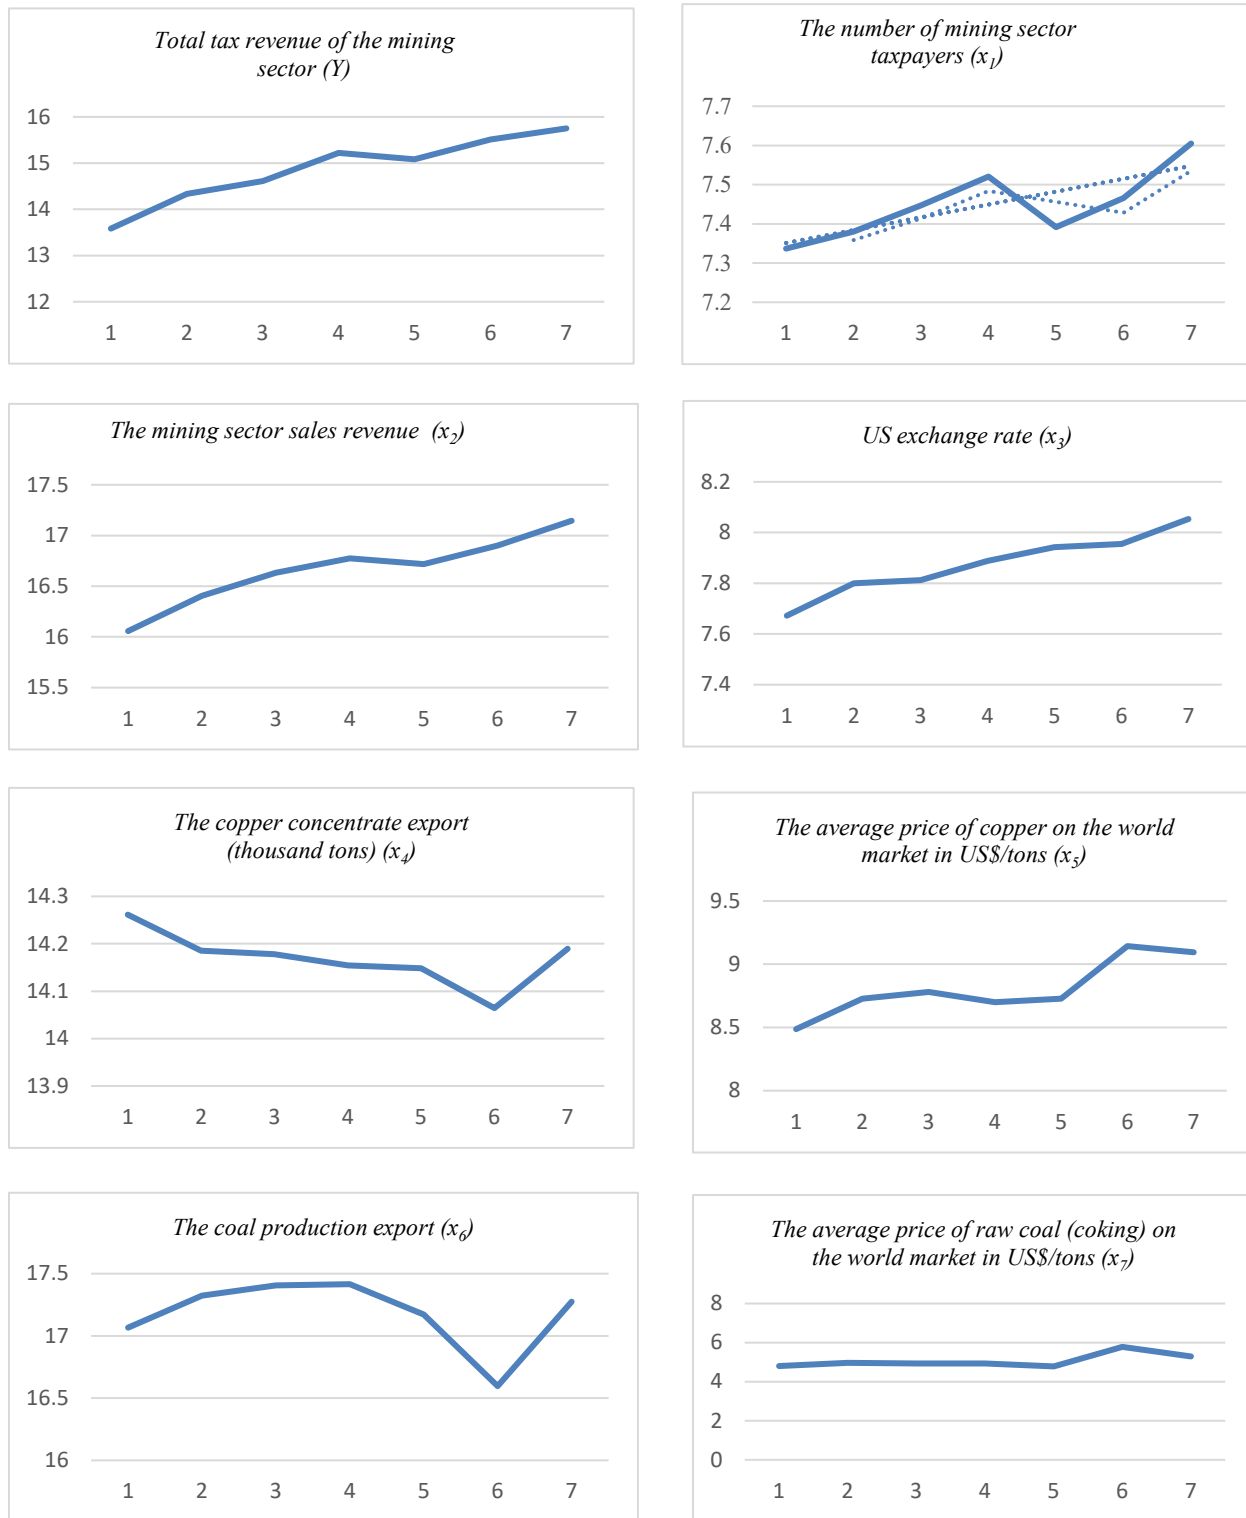 Total tax revenue of the mining
sector (Y)
16
15
14
13
12
1 2 3 4 5 6 7
The number of mining sector
taxpayers (x₁)
7.7
7.6
7.5
7.4
7.3
7.2
1 2 3 4 5 6 7
The mining sector sales revenue (x₂)
17.5
17
16.5
16
15.5
1 2 3 4 5 6 7
US exchange rate (x₃)
8.2
8
7.8
7.6
7.4
1 2 3 4 5 6 7
The copper concentrate export
(thousand tons) (x₄)
14.3
14.2
14.1
14
13.9
1 2 3 4 5 6 7
The average price of copper on the world
market in US$/tons (x₅)
9.5
9
8.5
8
1 2 3 4 5 6 7
The coal production export (x₆)
17.5
17
16.5
16
1 2 3 4 5 6 7
The average price of raw coal (coking) on
the world market in US$/tons (x₇)
8
6
4
2
0
1 2 3 4 5 6 7